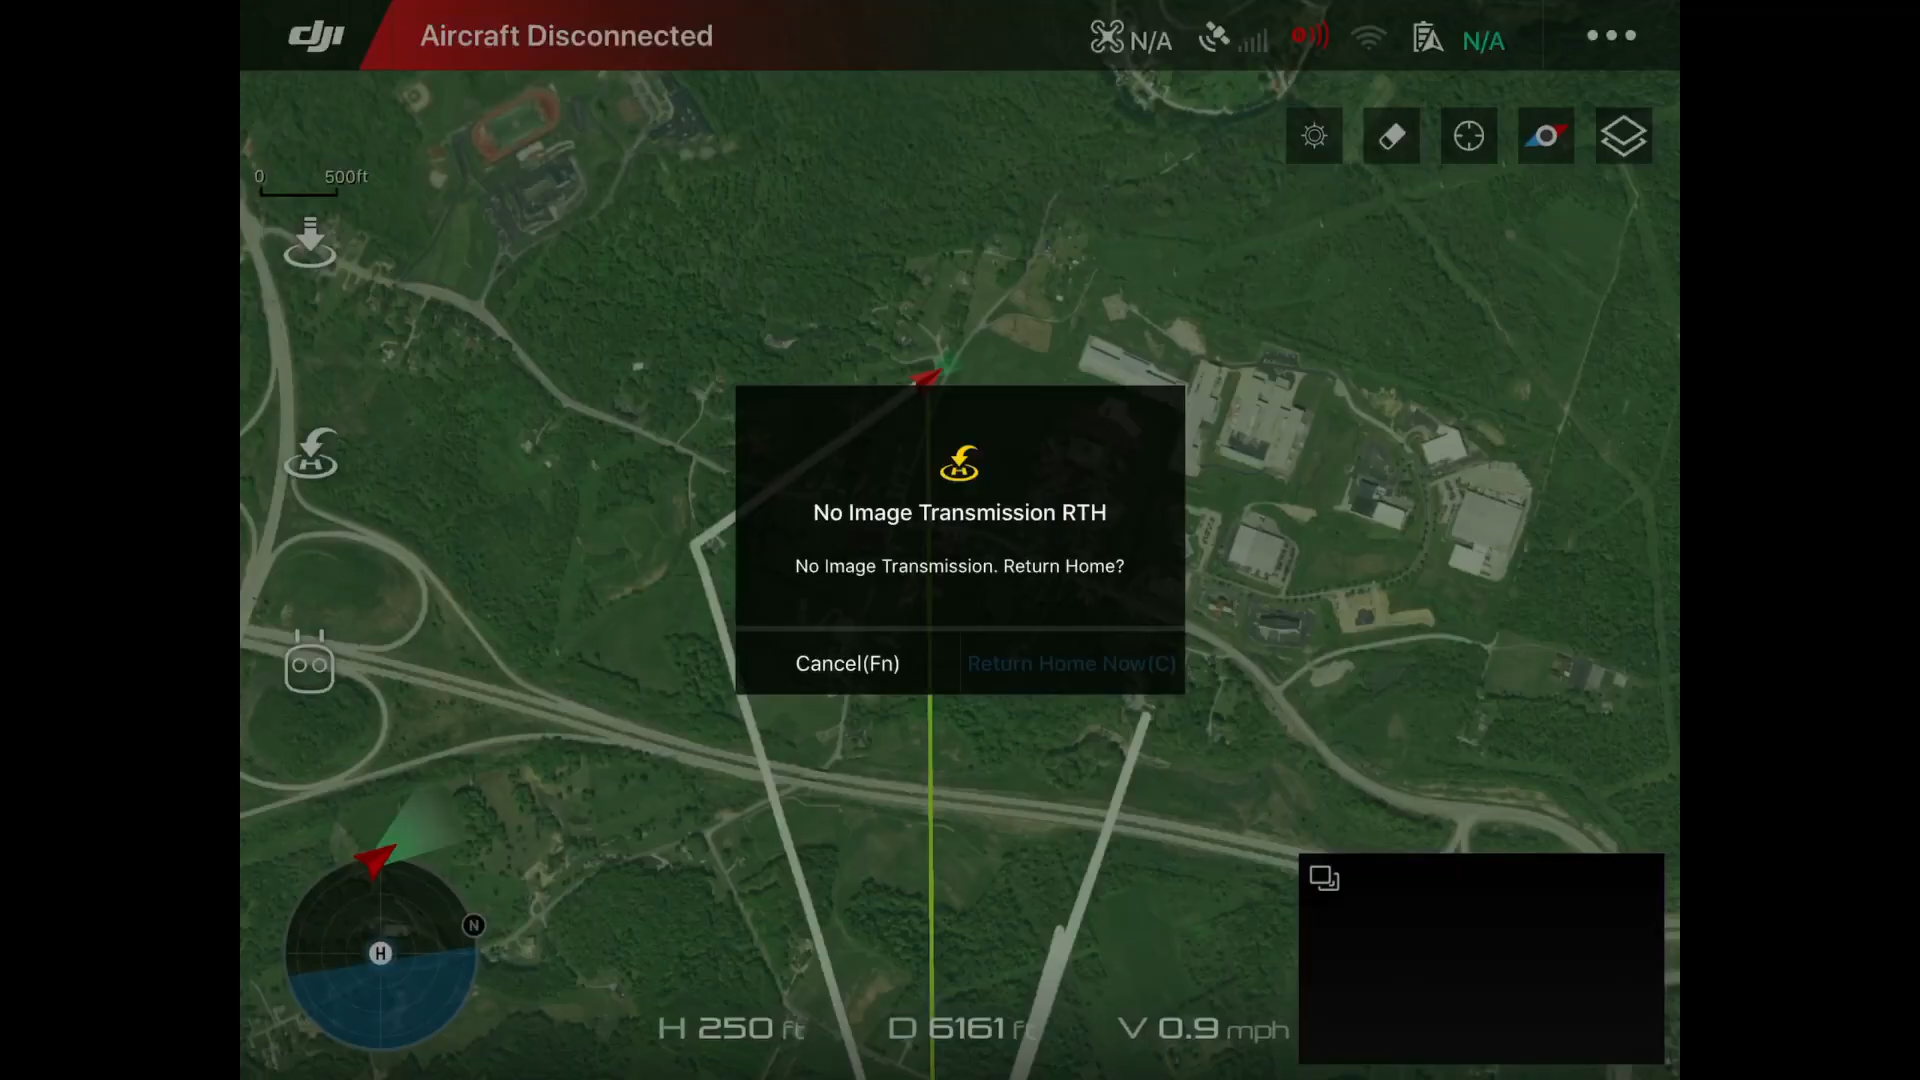 dji
Aircraft Disconnected
N/A
N/A
0 500ft
No Image Transmission RTH
No Image Transmission. Return Home?
Cancel(Fn)
Return Home Now(C)
N
H
H 250 ft
D 6161 ft
V 0.9 mph